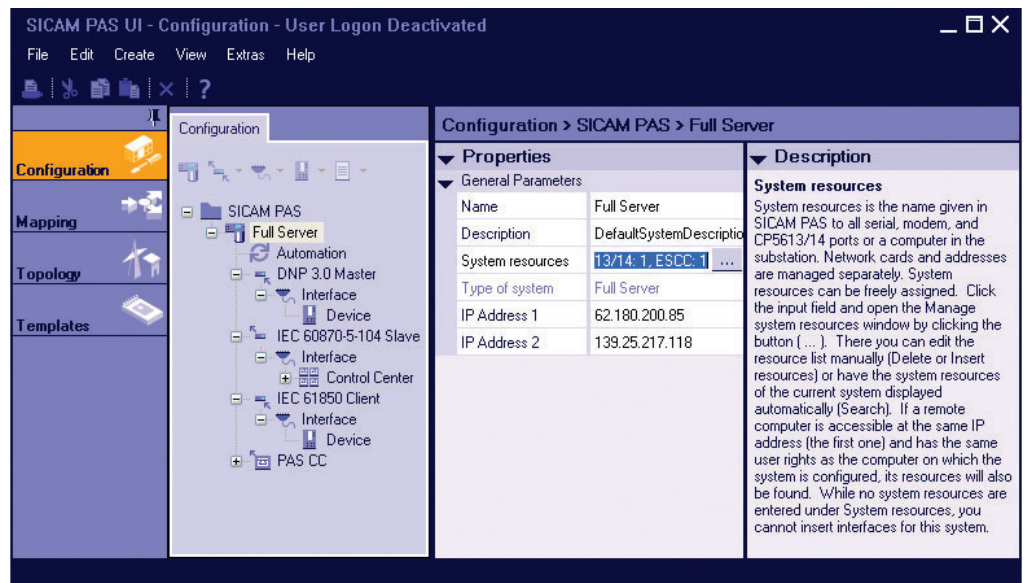 SICAM PAS UI - Configuration - User Logon Deactivated
File Edit Create View Extras Help
Configuration
Mapping
Topology
Templates
Configuration
SICAM PAS
Full Server
Automation
DNP 3.0 Master
Interface
Device
IEC 60870-5-104 Slave
Interface
Control Center
IEC 61850 Client
Interface
Device
PAS CC
Configuration > SICAM PAS > Full Server
Properties
General Parameters
Name Full Server
Description DefaultSystemDescriptio
System resources 13/14: 1, ESCC: 1 ...
Type of system Full Server
IP Address 1 62.180.200.85
IP Address 2 139.25.217.118
Description
System resources
System resources is the name given in
SICAM PAS to all serial, modem, and
CP5613/14 ports or a computer in the
substation. Network cards and addresses
are managed separately. System
resources can be freely assigned. Click
the input field and open the Manage
system resources window by clicking the
button ( ... ). There you can edit the
resource list manually (Delete or Insert
resources) or have the system resources
of the current system displayed
automatically (Search). If a remote
computer is accessible at the same IP
address (the first one) and has the same
user rights as the computer on which the
system is configured, its resources will also
be found. While no system resources are
entered under System resources, you
cannot insert interfaces for this system.